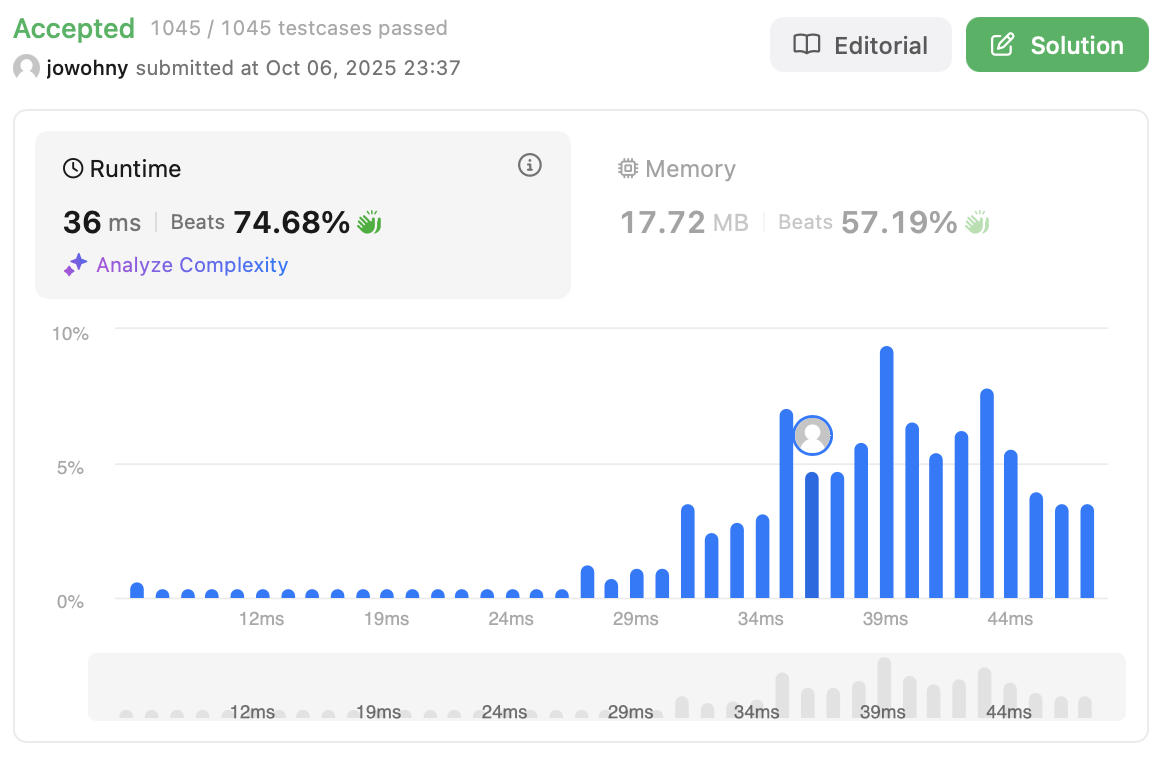 Accepted 1045 / 1045 testcases passed
Editorial
Solution
jowohny submitted at Oct 06, 2025 23:37
Runtime
36 ms | Beats 74.68%
Analyze Complexity
Memory
17.72 MB | Beats 57.19%
10%
5%
0%
12ms 19ms 24ms 29ms 34ms 39ms 44ms
12ms 19ms 24ms 29ms 34ms 39ms 44ms